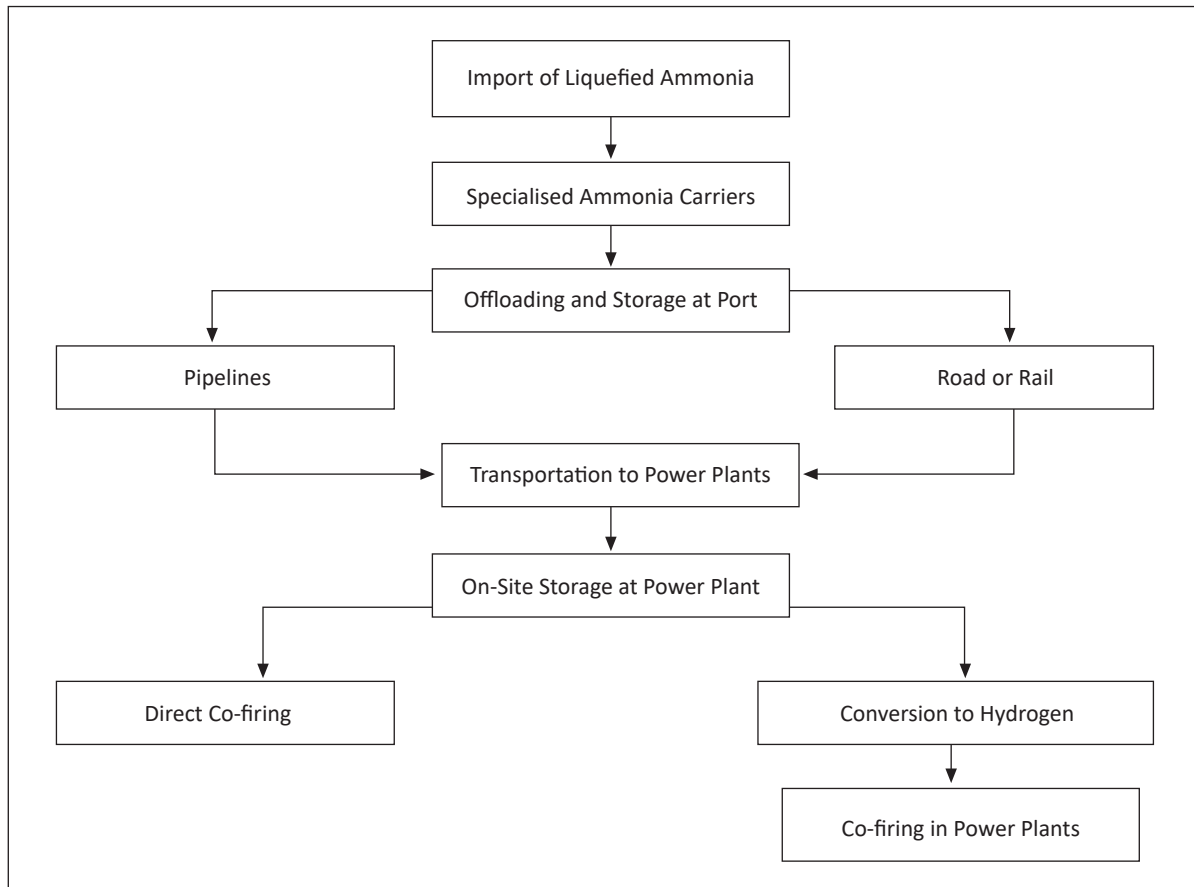 Import of Liquefied Ammonia
Specialised Ammonia Carriers
Offloading and Storage at Port
Pipelines
Road or Rail
Transportation to Power Plants
On-Site Storage at Power Plant
Direct Co-firing
Conversion to Hydrogen
Co-firing in Power Plants